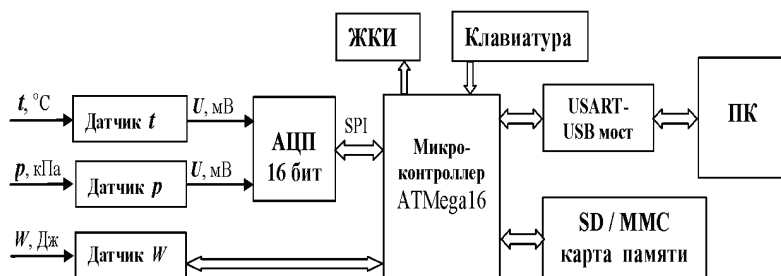 ЖКИ
Клавиатура
t, °C
Датчик t
U, мВ
АЦП
16 бит
SPI
Микро-
контроллер
ATMega16
USART-
USB мост
ПК
p, кПа
Датчик p
U, мВ
W, Дж
Датчик W
SD / MMC
карта памяти